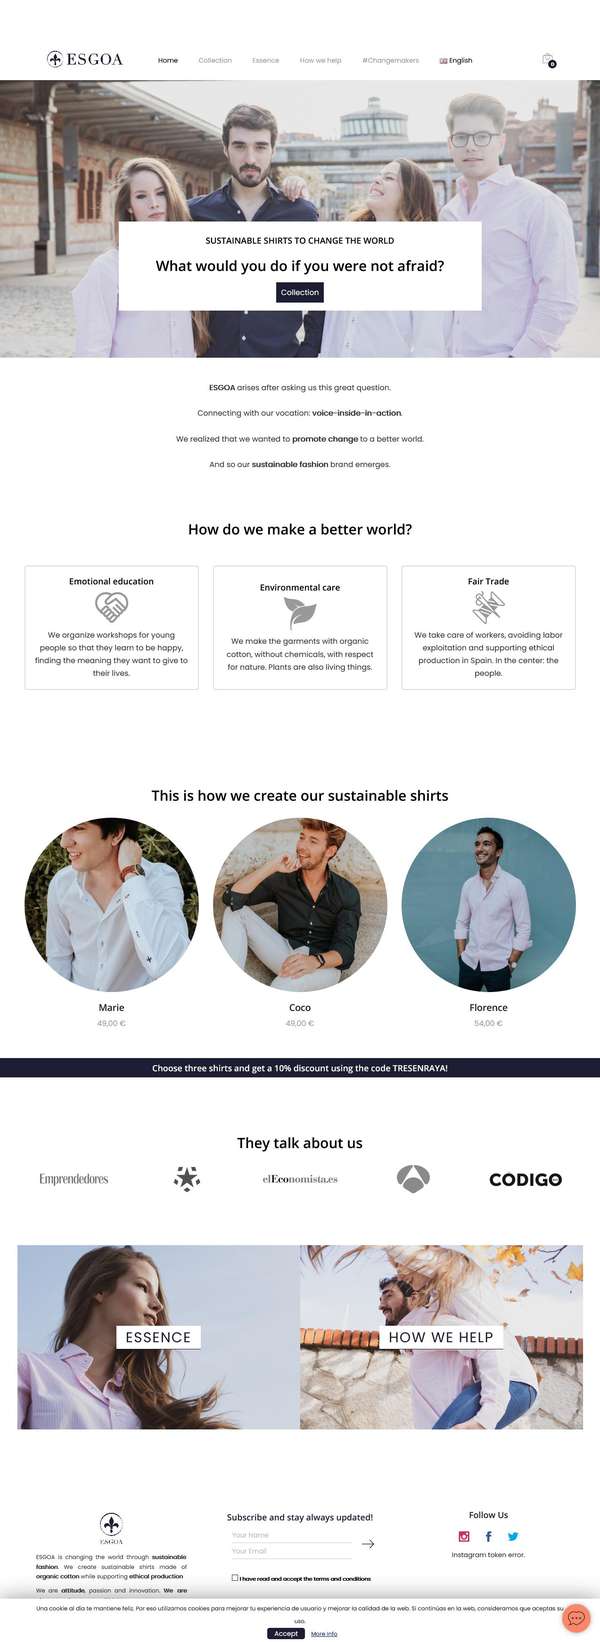 ESGOA
Home
Collection
Essence
How we help
#Changemakers
English
0
SUSTAINABLE SHIRTS TO CHANGE THE WORLD
What would you do if you were not afraid?
Collection
ESGOA arises after asking us this great question.
Connecting with our vocation: voice-inside-in-action.
We realized that we wanted to promote change to a better world.
And so our sustainable fashion brand emerges.
How do we make a better world?
Emotional education
We organize workshops for young
people so that they learn to be happy,
finding the meaning they want to give to
their lives.
Environmental care
We make the garments with organic
cotton, without chemicals, with respect
for nature. Plants are also living things.
Fair Trade
We take care of workers, avoiding labor
exploitation and supporting ethical
production in Spain. In the center: the
people.
This is how we create our sustainable shirts
Marie
49,00 €
Coco
49,00 €
Florence
54,00 €
Choose three shirts and get a 10% discount using the code TRESENRAYA!
They talk about us
Emprendedores
elEconomista.es
CÓDIGO
ESSENCE
HOW WE HELP
ESGOA
ESGOA is changing the world through sustainable
fashion. We create sustainable shirts made of
organic cotton while supporting ethical production
We are attitude, passion and innovation. We are
Subscribe and stay always updated!
Your Name
Your Email
I have read and accept the terms and conditions
Follow Us
Instagram token error.
Una cookie al día te mantiene feliz. Por eso utilizamos cookies para mejorar tu experiencia de usuario y mejorar la calidad de la web. Si continúas en la web, consideramos que aceptas su
uso.
Accept
More info